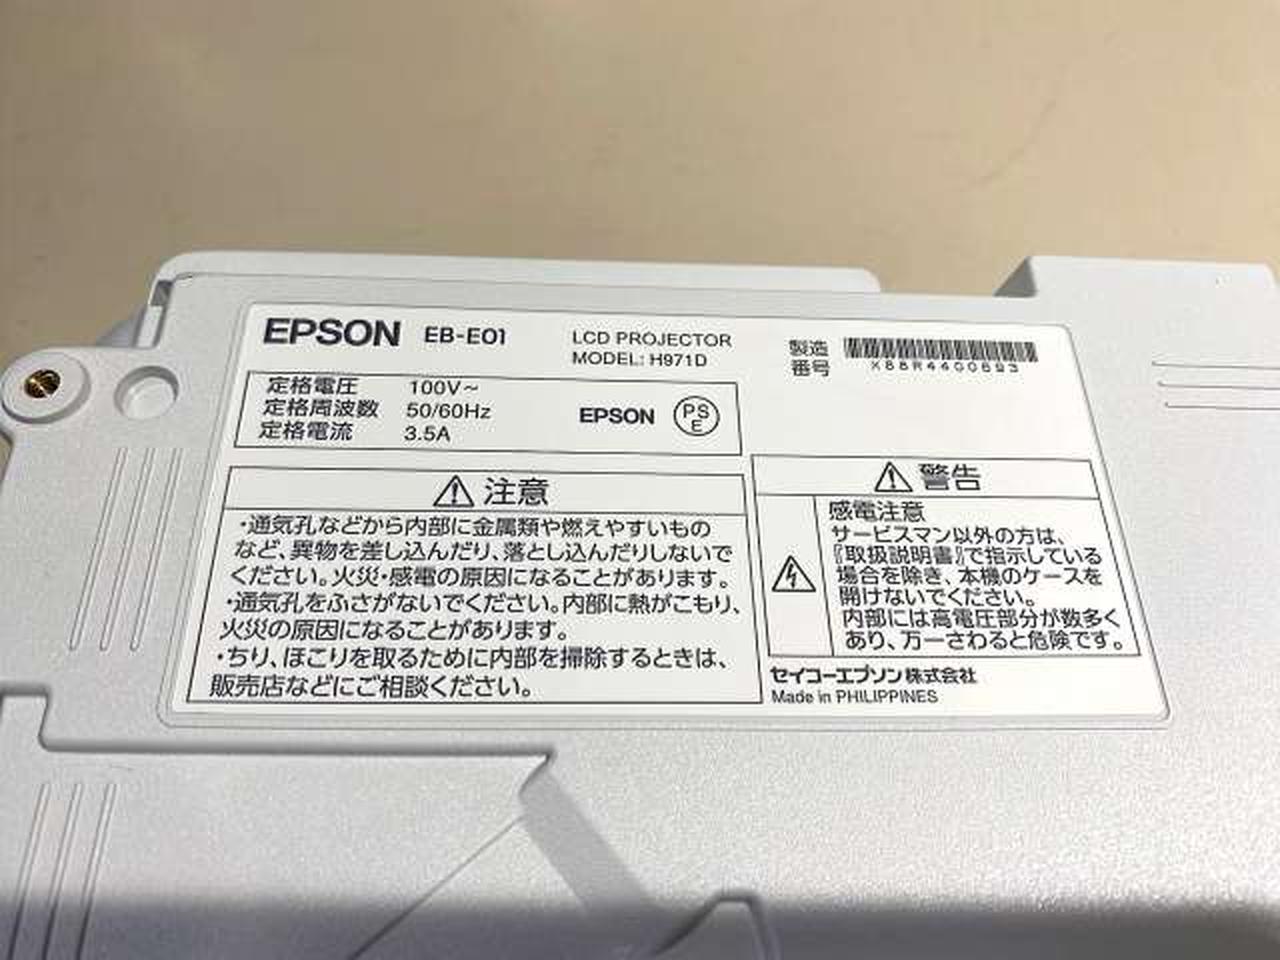 EPSON EB-E01
LCD PROJECTOR
MODEL: H971D
製造
番号
X88R4400693
定格電圧 100V~
定格周波数 50/60Hz
定格電流 3.5A
EPSON
PS
E
注意
・通気孔などから内部に金属類や燃えやすいもの
など、異物を差し込んだり、落とし込んだりしないで
ください。火災・感電の原因になることがあります。
・通気孔をふさがないでください。内部に熱がこもり、
火災の原因になることがあります。
・ちり、ほこりを取るために内部を掃除するときは、
販売店などにご相談ください。
警告
感電注意
サービスマン以外の方は、
『取扱説明書』で指示している
場合を除き、本機のケースを
開けないでください。
内部には高電圧部分が数多く
あり、万一さわると危険です。
セイコーエプソン株式会社
Made in PHILIPPINES